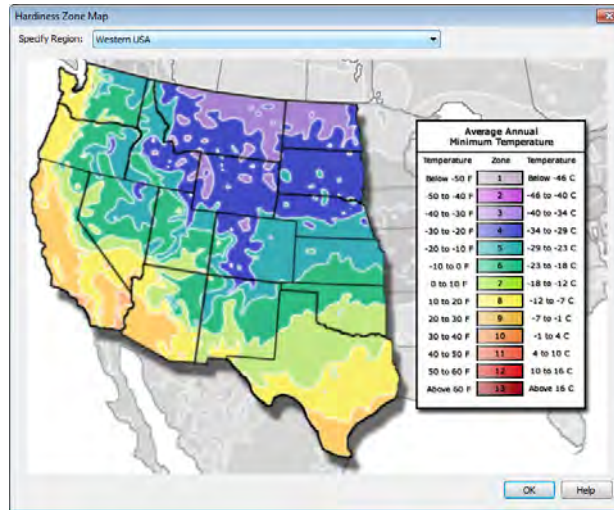 Hardiness Zone Map
Specify Region: Western USA
Average Annual
Minimum Temperature
Temperature Zone Temperature
Below -50 F 1 Below -46 C
-50 to -40 F 2 -46 to -40 C
-40 to -30 F 3 -40 to -34 C
-30 to -20 F 4 -34 to -29 C
-20 to -10 F 5 -29 to -23 C
-10 to 0 F 6 -23 to -18 C
0 to 10 F 7 -18 to -12 C
10 to 20 F 8 -12 to -7 C
20 to 30 F 9 -7 to -1 C
30 to 40 F 10 -1 to 4 C
40 to 50 F 11 4 to 10 C
50 to 60 F 12 10 to 16 C
Above 60 F 13 Above 16 C
OK Help